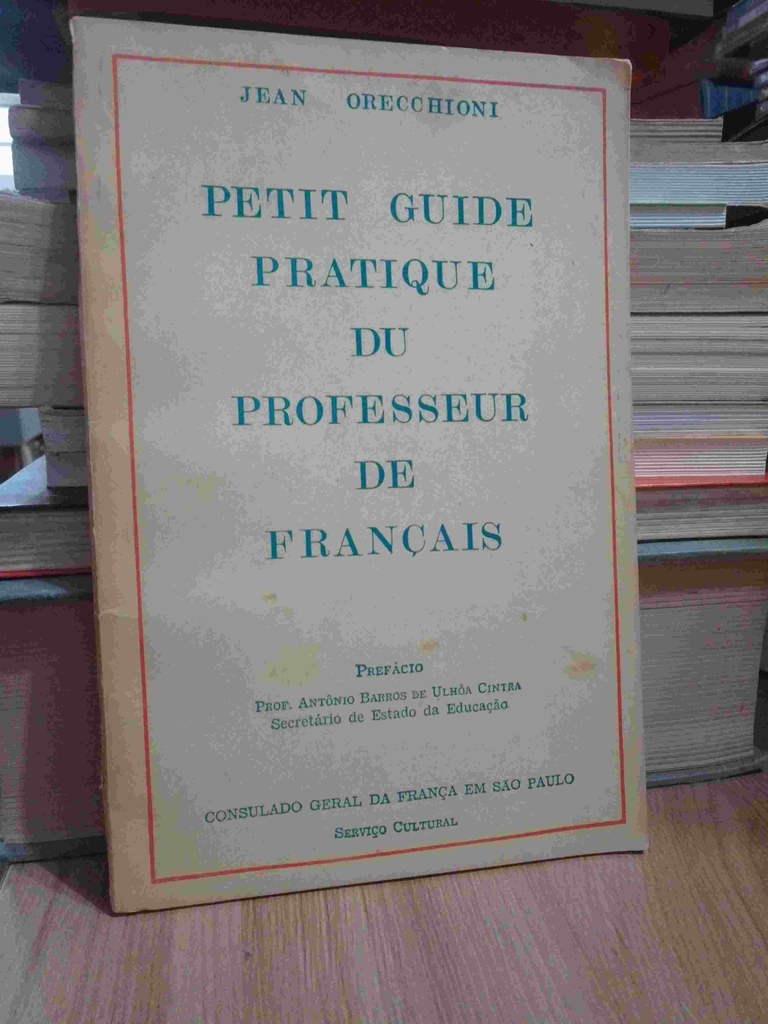 JEAN ORECCHIONI
PETIT GUIDE
PRATIQUE
DU
PROFESSEUR
DE
FRANÇAIS
PREFÁCIO
PROF. ANTÔNIO BARROS DE ULHÔA CINTRA
Secretário de Estado da Educação
CONSULADO GERAL DA FRANÇA EM SÃO PAULO
SERVIÇO CULTURAL